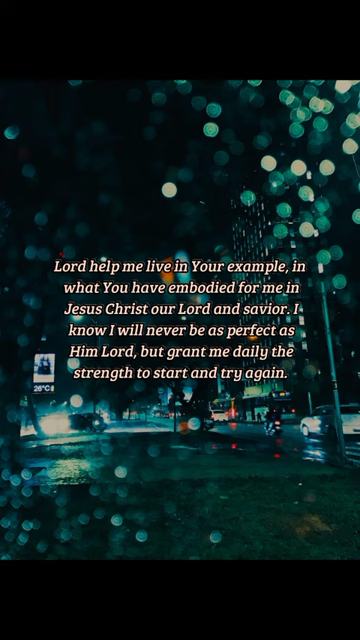 Lord help me live in Your example, in
what You have embodied for me in
Jesus Christ our Lord and savior. I
know I will never be as perfect as
Him Lord, but grant me daily the
strength to start and try again.
26°C